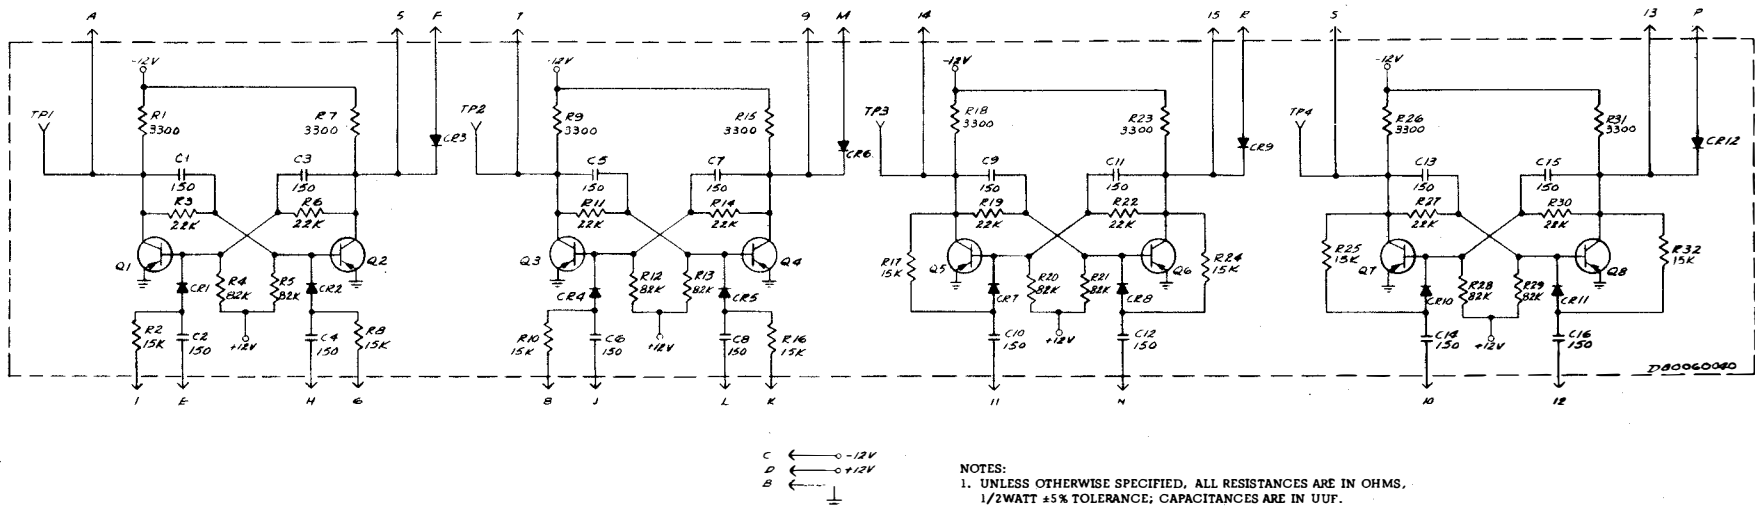 A 5 F 7 9 M 14 15 R S 13 P
-12V -12V -12V -12V
TP1 R1 3300 R7 3300 CR3
TP2 R9 3300 R15 3300 CR6
TP3 R18 3300 R23 3300 CR9
TP4 R26 3300 R31 3300 CR12
C1 150 C3 150
C5 150 C7 150
C9 150 C11 150
C13 150 C15 150
R3 22K R6 22K
R11 22K R14 22K
R19 22K R22 22K
R27 22K R30 22K
Q1 Q2 Q3 Q4
R17 15K Q5 Q6 R24 15K
R25 15K Q7 Q8 R32 15K
CR1 R4 82K R5 82K CR2
CR4 R12 82K R13 82K CR5
CR7 R20 82K R21 82K CR8
CR10 R28 82K R29 82K CR11
R2 15K C2 150 +12V C4 150 R8 15K
R10 15K C6 150 +12V C8 150 R16 15K
C10 150 +12V C12 150
C14 150 +12V C16 150
D80060040
1 E H 6 8 J L K 11 N 10 12
C -12V
D +12V
B
NOTES:
1. UNLESS OTHERWISE SPECIFIED, ALL RESISTANCES ARE IN OHMS,
1/2WATT ±5% TOLERANCE; CAPACITANCES ARE IN UUF.